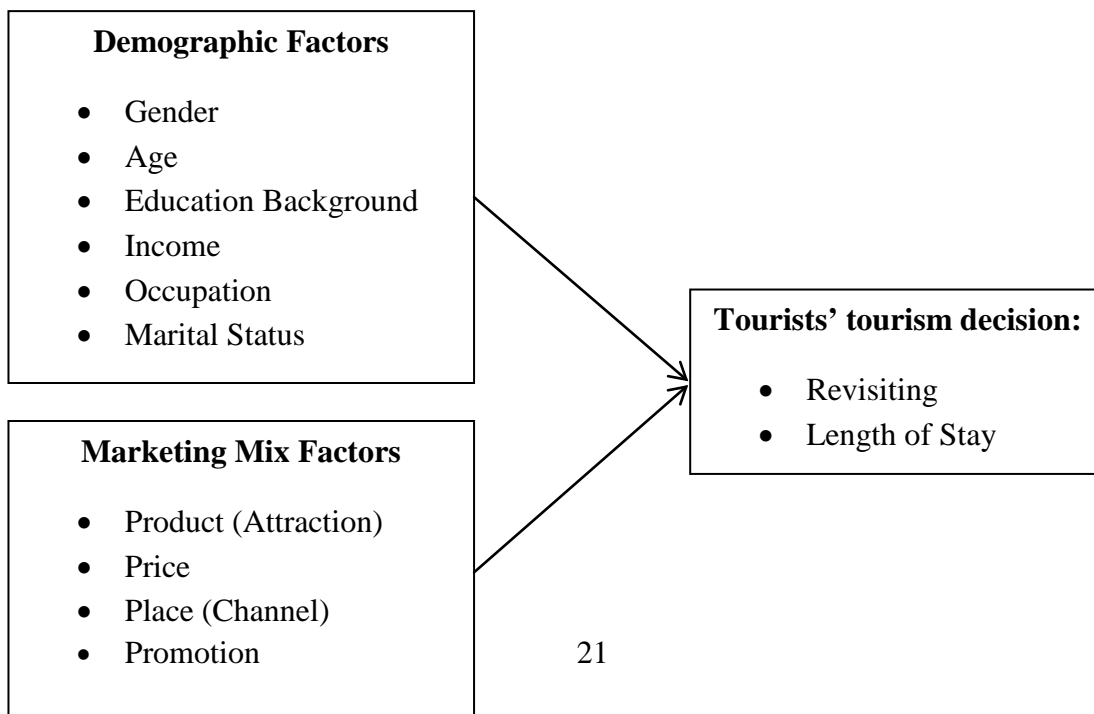 Demographic Factors
• Gender
• Age
• Education Background
• Income
• Occupation
• Marital Status
Marketing Mix Factors
• Product (Attraction)
• Price
• Place (Channel)
• Promotion
Tourists’ tourism decision:
• Revisiting
• Length of Stay
21